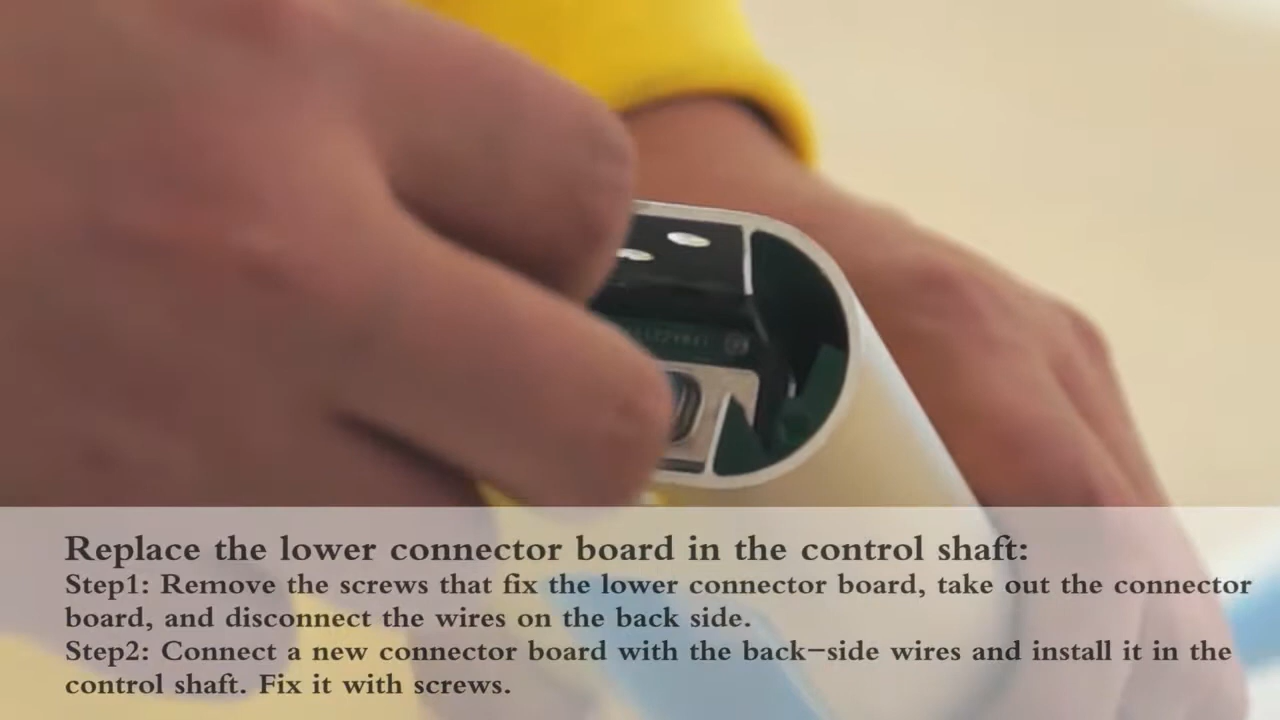 Replace the lower connector board in the control shaft:
Step1: Remove the screws that fix the lower connector board, take out the connector
board, and disconnect the wires on the back side.
Step2: Connect a new connector board with the back-side wires and install it in the
control shaft. Fix it with screws.